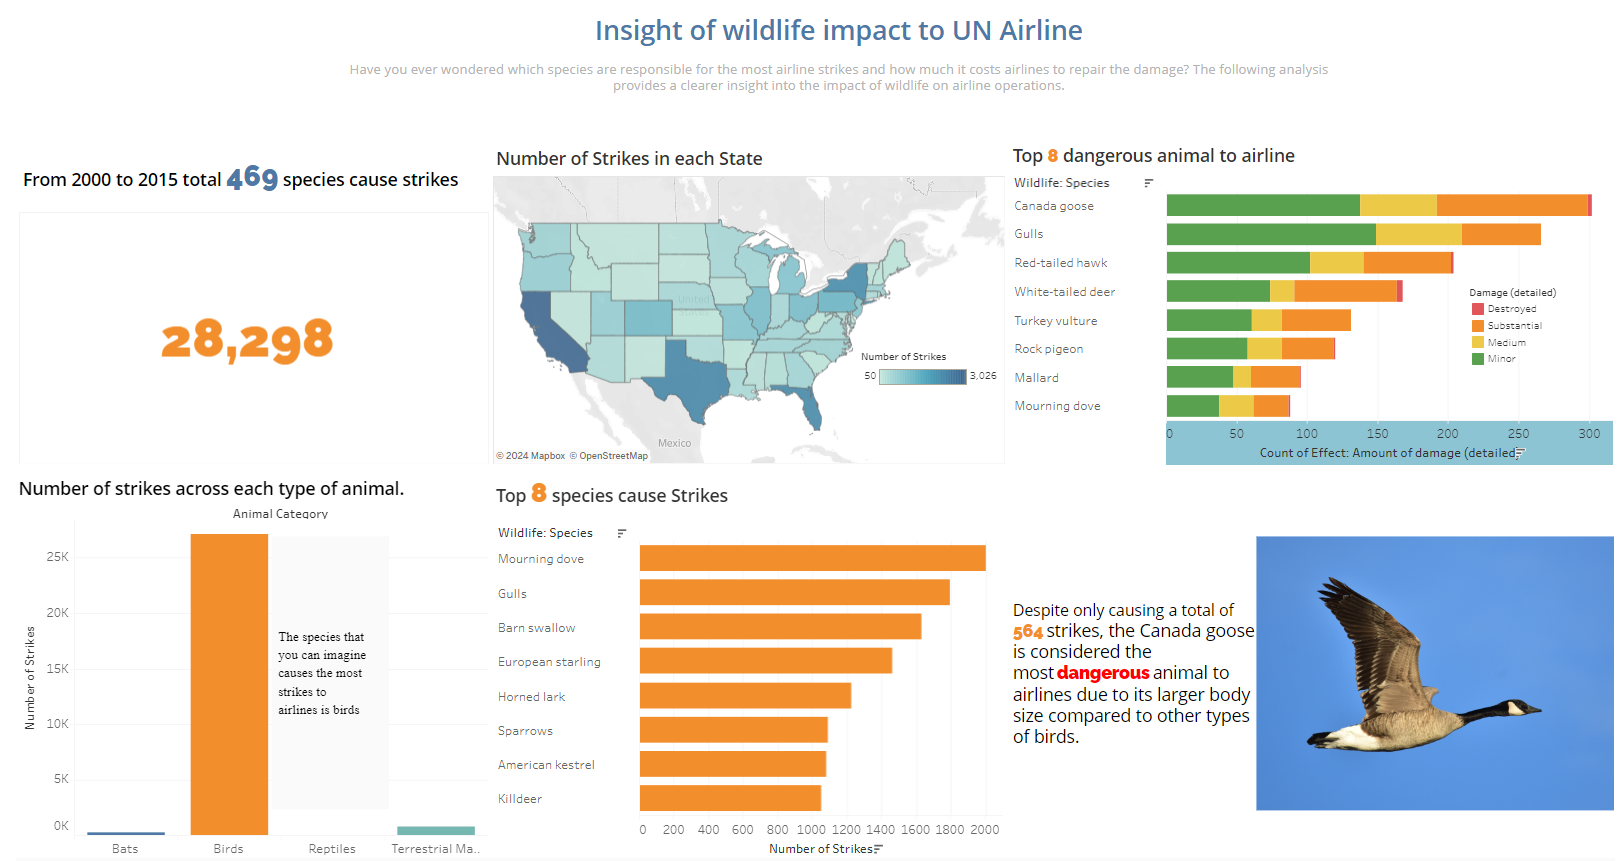 Insight of wildlife impact to UN Airline
Have you ever wondered which species are responsible for the most airline strikes and how much it costs airlines to repair the damage? The following analysis
provides a clearer insight into the impact of wildlife on airline operations.
From 2000 to 2015 total 469 species cause strikes
28,298
Number of Strikes in each State
United
Mexico
Number of Strikes
50 3,026
© 2024 Mapbox © OpenStreetMap
Top 8 dangerous animal to airline
Wildlife: Species
Canada goose
Gulls
Red-tailed hawk
White-tailed deer
Turkey vulture
Rock pigeon
Mallard
Mourning dove
Damage (detailed)
Destroyed
Substantial
Medium
Minor
0 50 100 150 200 250 300
Count of Effect: Amount of damage (detailed
Number of strikes across each type of animal.
Animal Category
Number of Strikes
25K
20K
15K
10K
5K
0K
The species that
you can imagine
causes the most
strikes to
airlines is birds
Bats Birds Reptiles Terrestrial Ma..
Top 8 species cause Strikes
Wildlife: Species
Mourning dove
Gulls
Barn swallow
European starling
Horned lark
Sparrows
American kestrel
Killdeer
0 200 400 600 800 1000 1200 1400 1600 1800 2000
Number of Strikes
Despite only causing a total of
564 strikes, the Canada goose
is considered the
most dangerous animal to
airlines due to its larger body
size compared to other types
of birds.